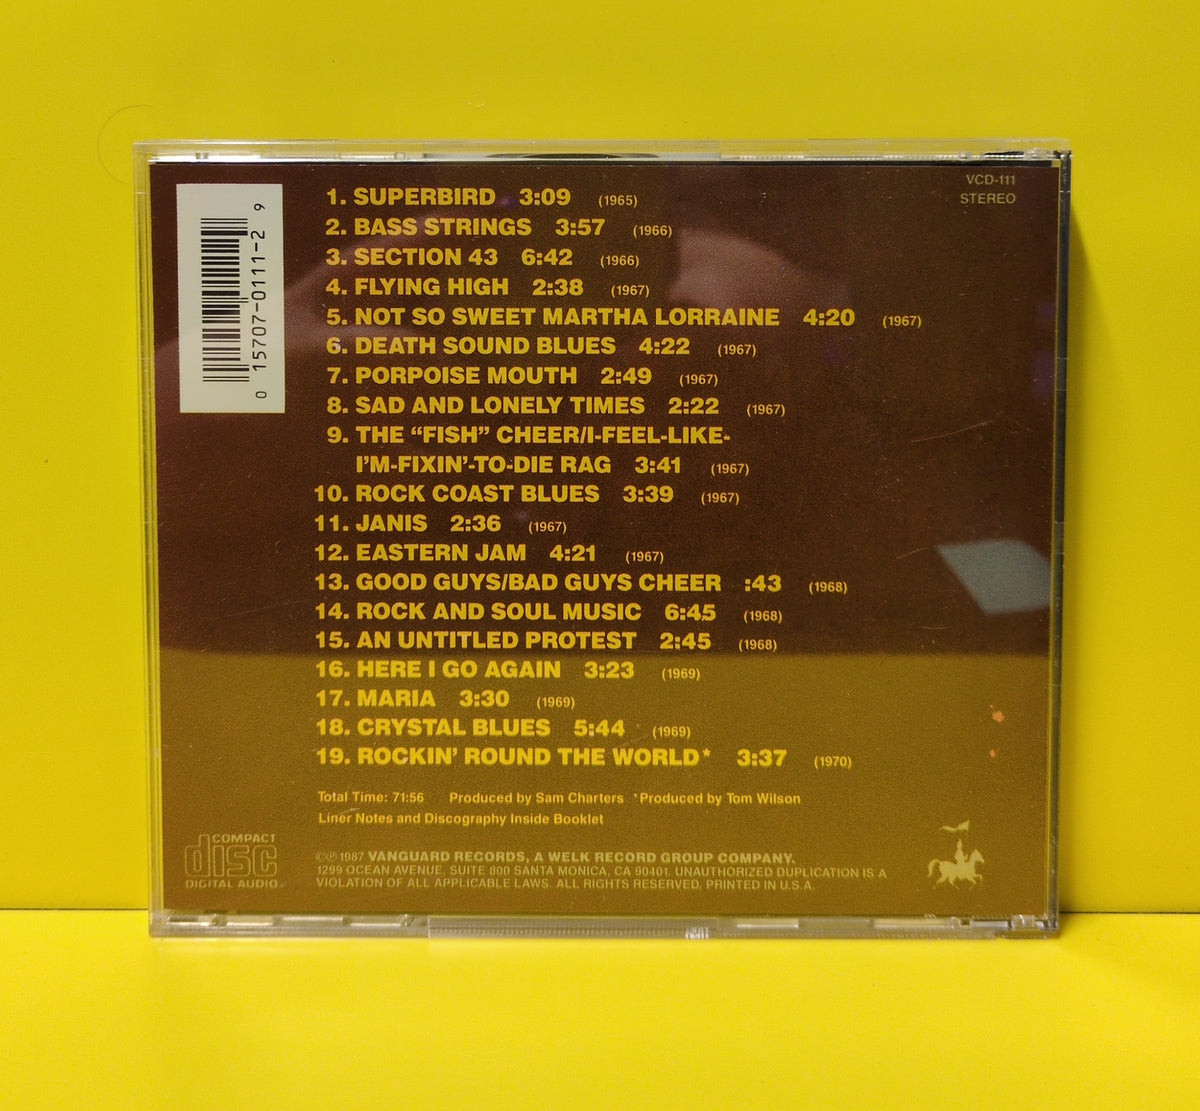 VCD-111
STEREO
0 15707-0111-2 9
1. SUPERBIRD 3:09 (1965)
2. BASS STRINGS 3:57 (1966)
3. SECTION 43 6:42 (1966)
4. FLYING HIGH 2:38 (1967)
5. NOT SO SWEET MARTHA LORRAINE 4:20 (1967)
6. DEATH SOUND BLUES 4:22 (1967)
7. PORPOISE MOUTH 2:49 (1967)
8. SAD AND LONELY TIMES 2:22 (1967)
9. THE “FISH” CHEER/I-FEEL-LIKE-
I’M-FIXIN’-TO-DIE RAG 3:41 (1967)
10. ROCK COAST BLUES 3:39 (1967)
11. JANIS 2:36 (1967)
12. EASTERN JAM 4:21 (1967)
13. GOOD GUYS/BAD GUYS CHEER :43 (1968)
14. ROCK AND SOUL MUSIC 6:45 (1968)
15. AN UNTITLED PROTEST 2:45 (1968)
16. HERE I GO AGAIN 3:23 (1969)
17. MARIA 3:30 (1969)
18. CRYSTAL BLUES 5:44 (1969)
19. ROCKIN’ ROUND THE WORLD* 3:37 (1970)
Total Time: 71:56 Produced by Sam Charters *Produced by Tom Wilson
Liner Notes and Discography Inside Booklet
COMPACT
disc
DIGITAL AUDIO
©℗ 1987 VANGUARD RECORDS, A WELK RECORD GROUP COMPANY.
1299 OCEAN AVENUE, SUITE 800 SANTA MONICA, CA 90401. UNAUTHORIZED DUPLICATION IS A
VIOLATION OF ALL APPLICABLE LAWS. ALL RIGHTS RESERVED. PRINTED IN U.S.A.